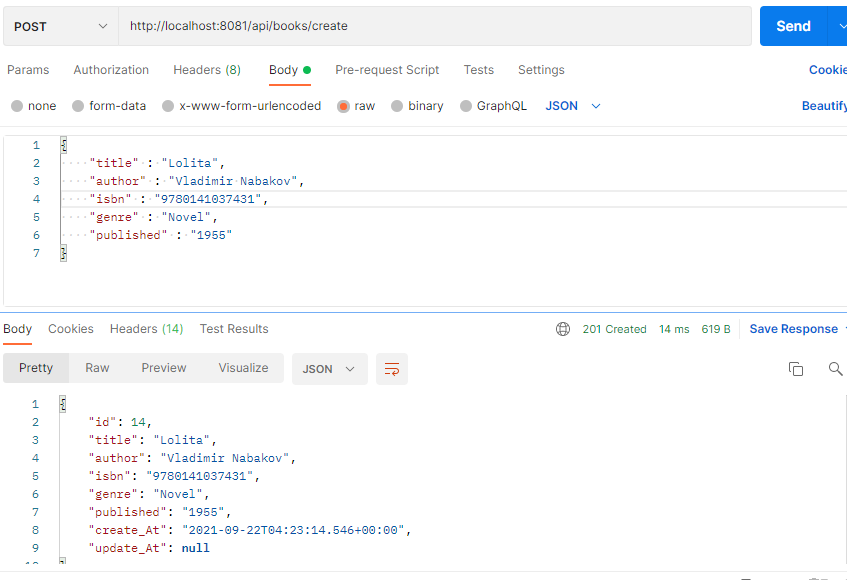 POST http://localhost:8081/api/books/create Send
Params Authorization Headers (8) Body Pre-request Script Tests Settings Cookie
none form-data x-www-form-urlencoded raw binary GraphQL JSON Beautify
1 {
2 "title" : "Lolita",
3 "author" : "Vladimir Nabakov",
4 "isbn" : "9780141037431",
5 "genre" : "Novel",
6 "published" : "1955"
7 }
Body Cookies Headers (14) Test Results 201 Created 14 ms 619 B Save Response
Pretty Raw Preview Visualize JSON
1 {
2 "id": 14,
3 "title": "Lolita",
4 "author": "Vladimir Nabakov",
5 "isbn": "9780141037431",
6 "genre": "Novel",
7 "published": "1955",
8 "create_At": "2021-09-22T04:23:14.546+00:00",
9 "update_At": null
10 }